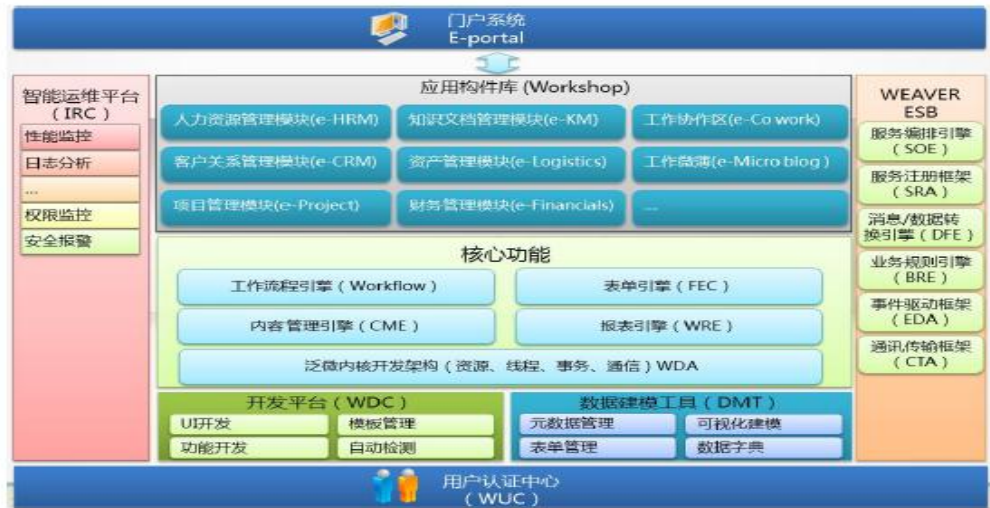 门户系统
E-portal
智能运维平台
( IRC )
性能监控
日志分析
...
权限监控
安全报警
应用构件库 (Workshop)
人力资源管理模块(e-HRM)
知识文档管理模块(e-KM)
工作协作区(e-Co work)
客户关系管理模块(e-CRM)
资产管理模块(e-Logistics)
工作微薄(e-Micro blog )
项目管理模块(e-Project)
财务管理模块(e-Financials)
...
核心功能
工作流程引擎 ( Workflow )
表单引擎 ( FEC )
内容管理引擎 ( CME )
报表引擎 ( WRE )
泛微内核开发架构 ( 资源、线程、事务、通信 ) WDA
开发平台 ( WDC )
UI开发
模板管理
功能开发
自动检测
数据建模工具 ( DMT )
元数据管理
可视化建模
表单管理
数据字典
WEAVER
ESB
服务编排引擎
( SOE )
服务注册框架
( SRA )
消息/数据转
换引擎 ( DFE )
业务规则引擎
( BRE )
事件驱动框架
( EDA )
通讯传输框架
( CTA )
用户认证中心
( WUC )